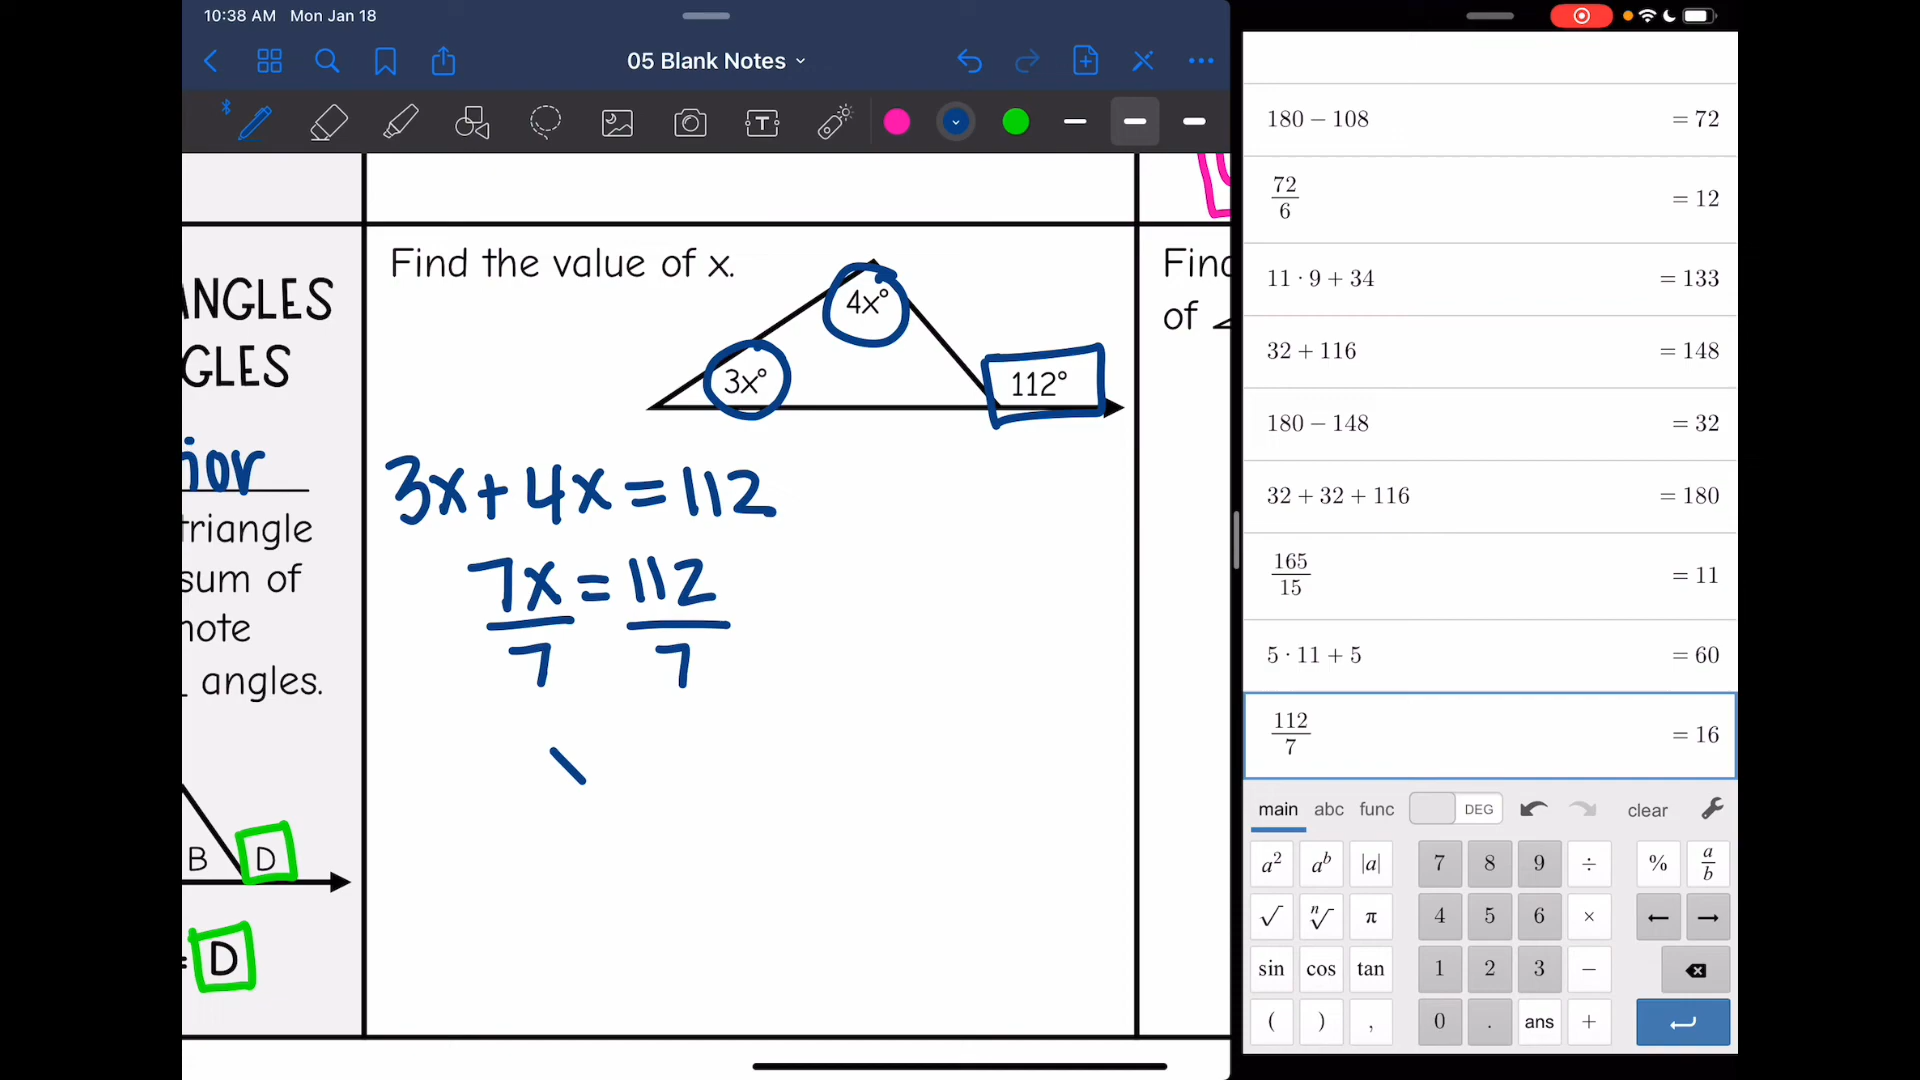 10:38 AM Mon Jan 18
05 Blank Notes
T
ANGLES
GLES
ior
triangle
sum of
note
angles.
B D
= D
Find the value of x.
4x°
3x°
112°
3x+4x=112
7x=112
7 7
Find
of
180 − 108 = 72
72/6 = 12
11 · 9 + 34 = 133
32 + 116 = 148
180 − 148 = 32
32 + 32 + 116 = 180
165/15 = 11
5 · 11 + 5 = 60
112/7 = 16
main abc func DEG clear
a² aᵇ |a| 7 8 9 ÷ % a/b
√ ⁿ√ π 4 5 6 × ← →
sin cos tan 1 2 3 −
( ) , 0 . ans +